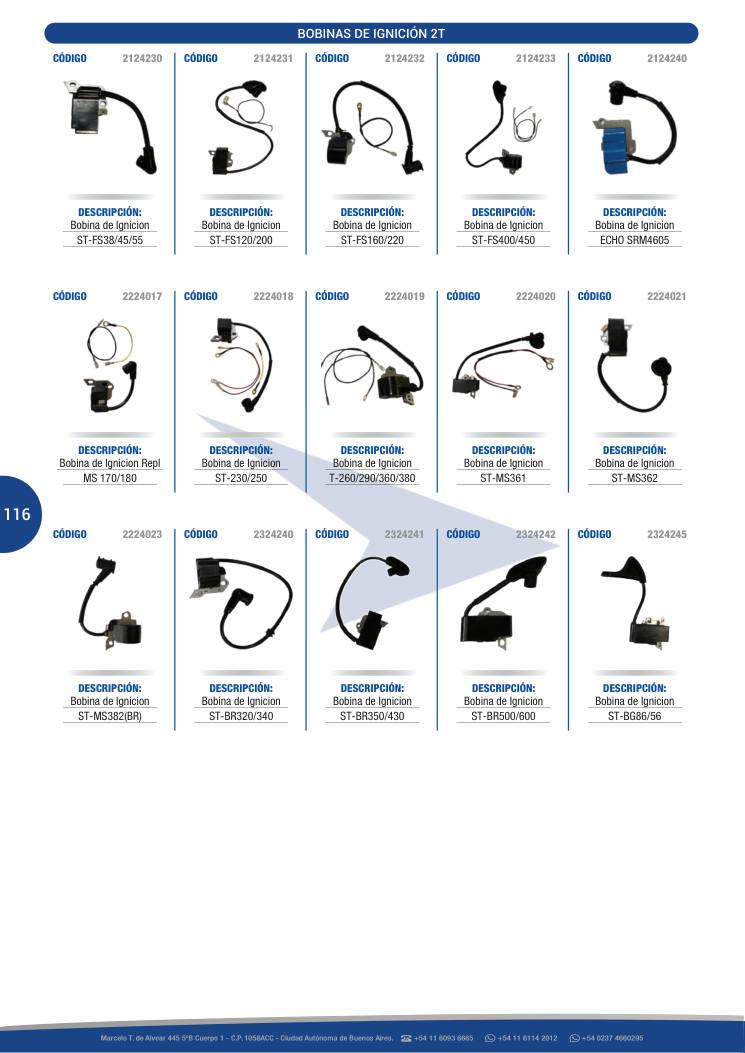 BOBINAS DE IGNICIÓN 2T
CÓDIGO 2124230
DESCRIPCIÓN:
Bobina de Ignicion
ST-FS38/45/55
CÓDIGO 2124231
DESCRIPCIÓN:
Bobina de Ignicion
ST-FS120/200
CÓDIGO 2124232
DESCRIPCIÓN:
Bobina de Ignicion
ST-FS160/220
CÓDIGO 2124233
DESCRIPCIÓN:
Bobina de Ignicion
ST-FS400/450
CÓDIGO 2124240
DESCRIPCIÓN:
Bobina de Ignicion
ECHO SRM4605
CÓDIGO 2224017
DESCRIPCIÓN:
Bobina de Ignicion Repl
MS 170/180
CÓDIGO 2224018
DESCRIPCIÓN:
Bobina de Ignicion
ST-230/250
CÓDIGO 2224019
DESCRIPCIÓN:
Bobina de Ignicion
T-260/290/360/380
CÓDIGO 2224020
DESCRIPCIÓN:
Bobina de Ignicion
ST-MS361
CÓDIGO 2224021
DESCRIPCIÓN:
Bobina de Ignicion
ST-MS362
116
CÓDIGO 2224023
DESCRIPCIÓN:
Bobina de Ignicion
ST-MS382(BR)
CÓDIGO 2324240
DESCRIPCIÓN:
Bobina de Ignicion
ST-BR320/340
CÓDIGO 2324241
DESCRIPCIÓN:
Bobina de Ignicion
ST-BR350/430
CÓDIGO 2324242
DESCRIPCIÓN:
Bobina de Ignicion
ST-BR500/600
CÓDIGO 2324245
DESCRIPCIÓN:
Bobina de Ignicion
ST-BG86/56
Marcelo T. de Alvear 445 5ºB Cuerpo 1 - C.P. 1058ACC - Ciudad Autónoma de Buenos Aires. +54 11 6093 6665 +54 11 6114 2012 +54 0237 4660295